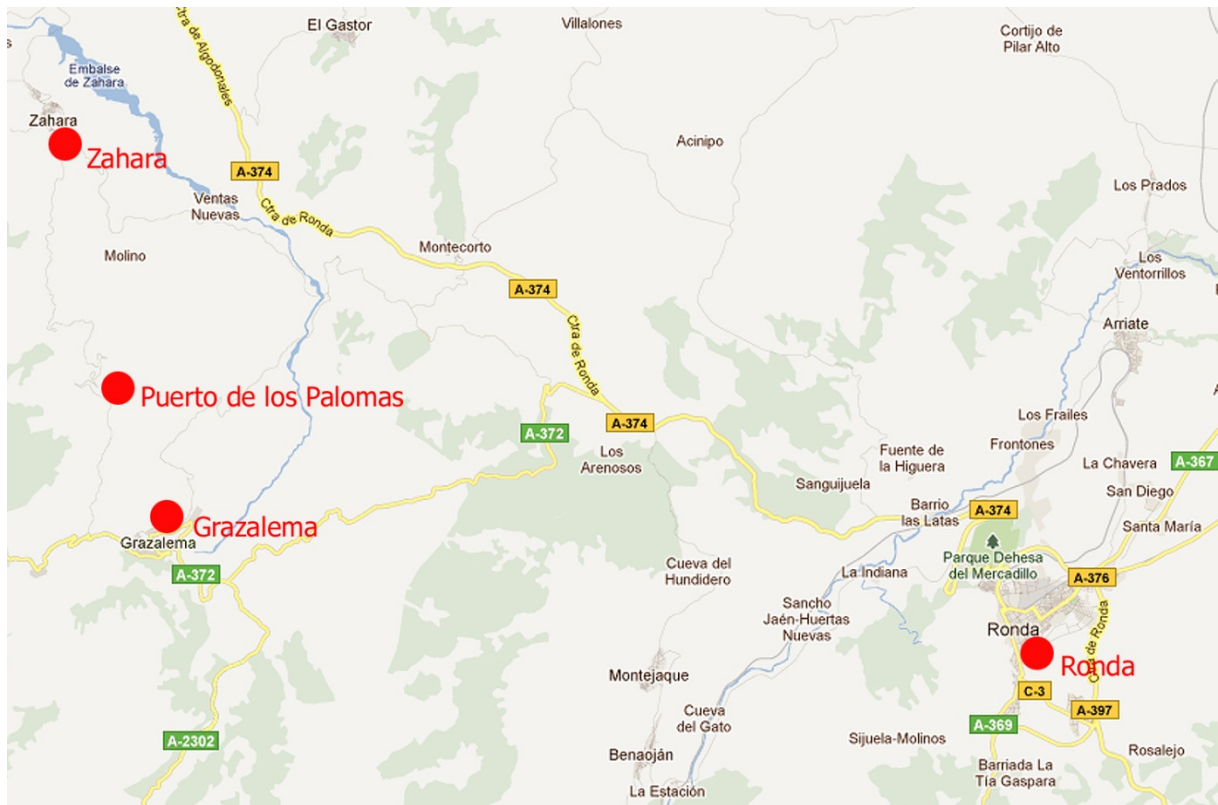 El Gastor
Villalones
Cortijo de
Pilar Alto
Ctra de Algodonales
Embalse
de Zahara
Zahara
Zahara
Acinipo
A-374
Los Prados
Ventas
Nuevas
Ctra de Ronda
Montecorto
Molino
Los
Ventorrillos
A-374
Ctra de Ronda
Arriate
Puerto de los Palomas
A-372
A-374
Los Frailes
Los
Arenosos
Fuente de
la Higuera
Frontones
La Chavera
A-367
Sanguijuela
San Diego
Barrio
las Latas
A-374
Santa María
Grazalema
Grazalema
Parque Dehesa
del Mercadillo
A-372
Cueva del
Hundidero
La Indiana
A-376
Sancho
Jaén-Huertas
Nuevas
Ronda
Ctra de Ronda
Ronda
Montejaque
C-3
A-397
Cueva
del Gato
A-369
A-2302
Sijuela-Molinos
Benaoján
Rosalejo
Barriada La
Tía Gaspara
La Estación